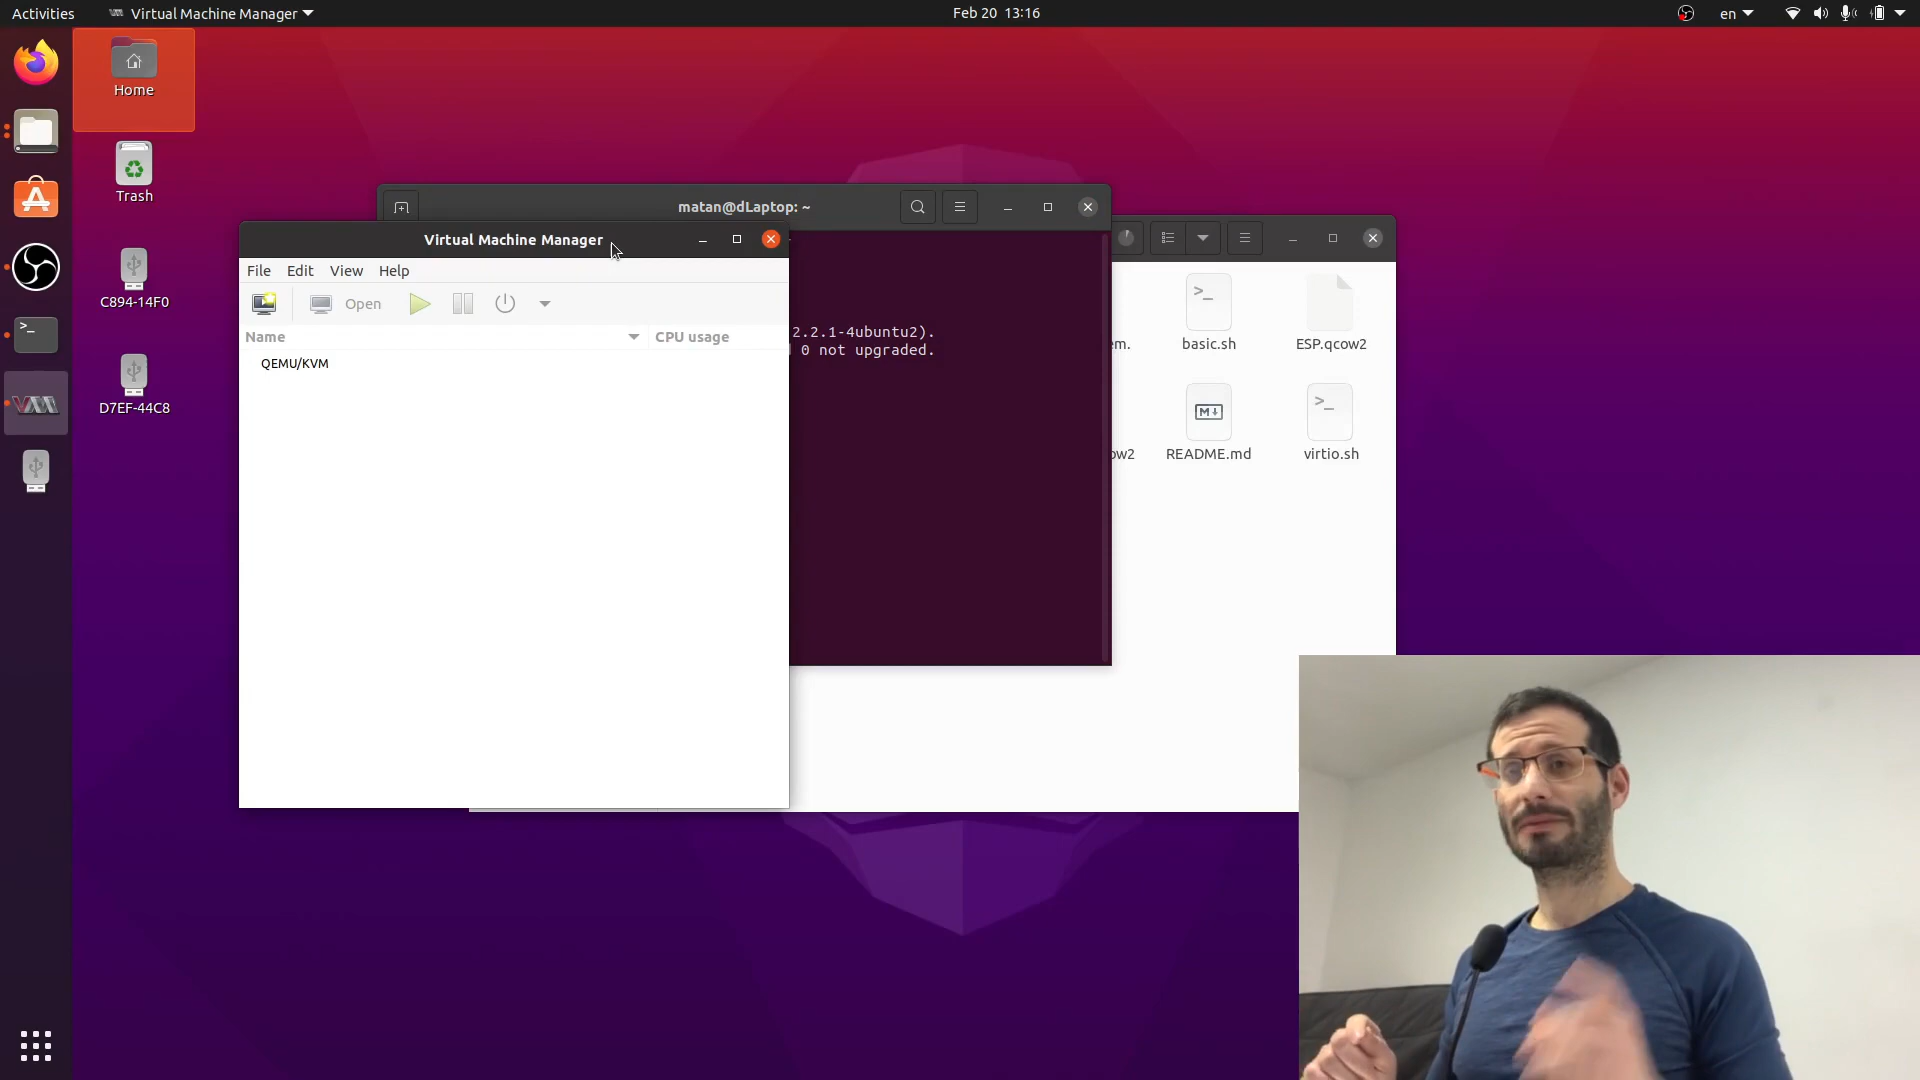 Activities
Virtual Machine Manager
Feb 20 13:16
en
Home
Trash
C894-14F0
D7EF-44C8
matan@dLaptop: ~
Virtual Machine Manager
File Edit View Help
Open
Name
CPU usage
QEMU/KVM
2.2.1-4ubuntu2).
0 not upgraded.
em.
basic.sh
ESP.qcow2
ow2
README.md
virtio.sh